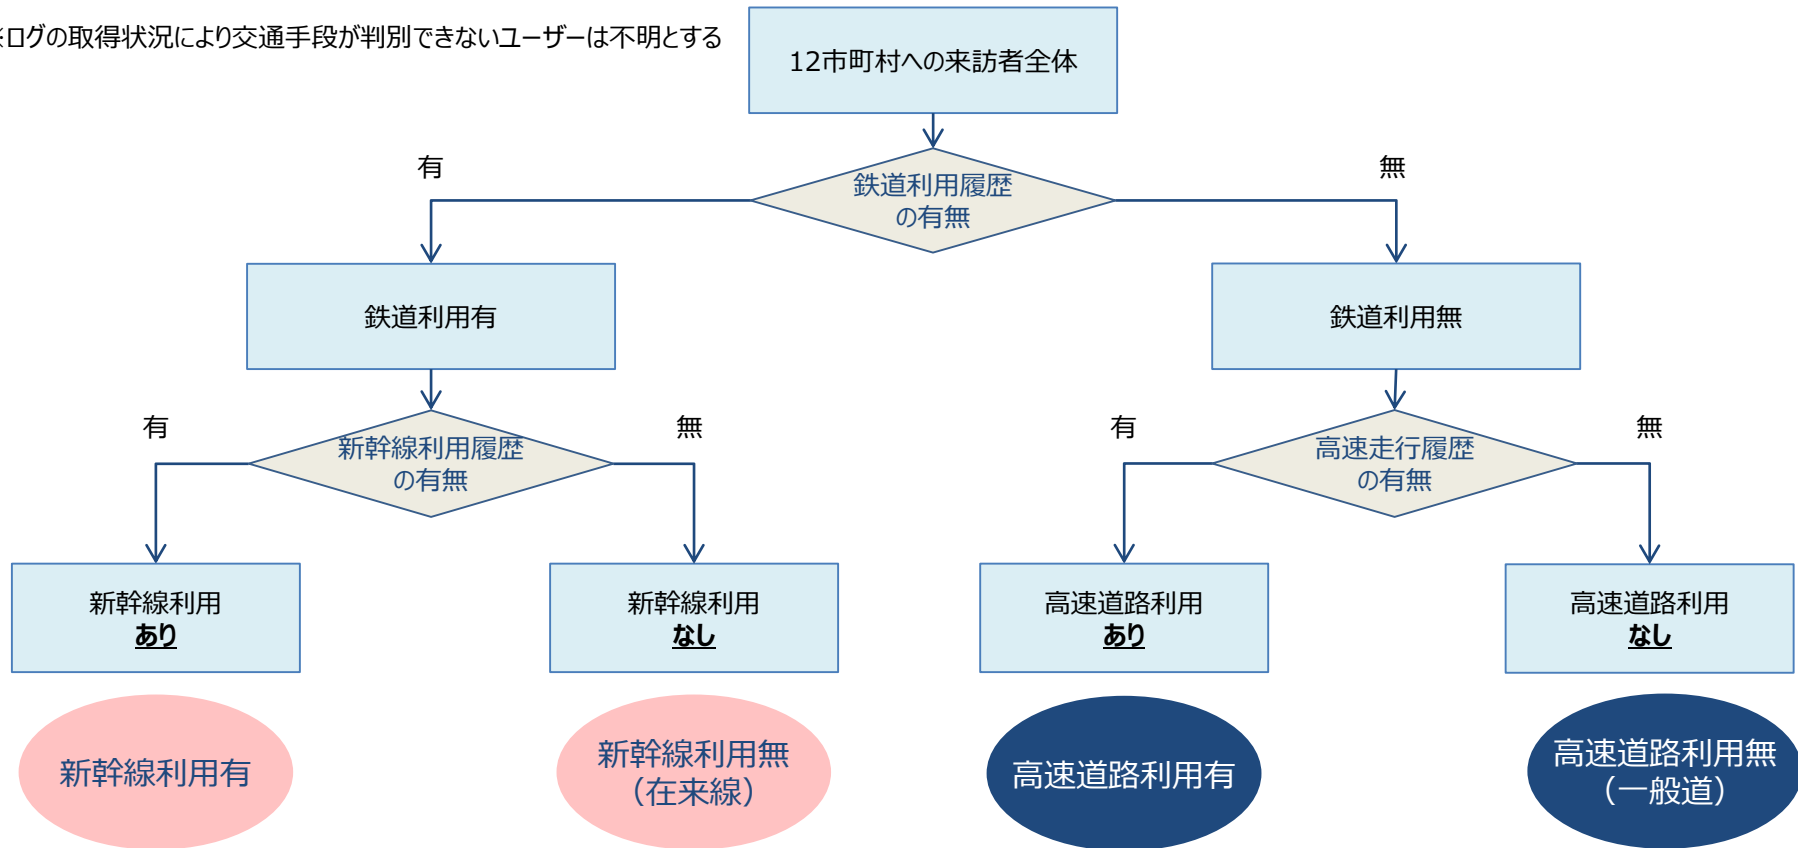 ※ログの取得状況により交通手段が判別できないユーザーは不明とする
12市町村への来訪者全体
有
無
鉄道利用履歴
の有無
鉄道利用有
鉄道利用無
有
無
有
無
新幹線利用履歴
の有無
高速走行履歴
の有無
新幹線利用
あり
新幹線利用
なし
高速道路利用
あり
高速道路利用
なし
新幹線利用有
新幹線利用無
（在来線）
高速道路利用有
高速道路利用無
（一般道）